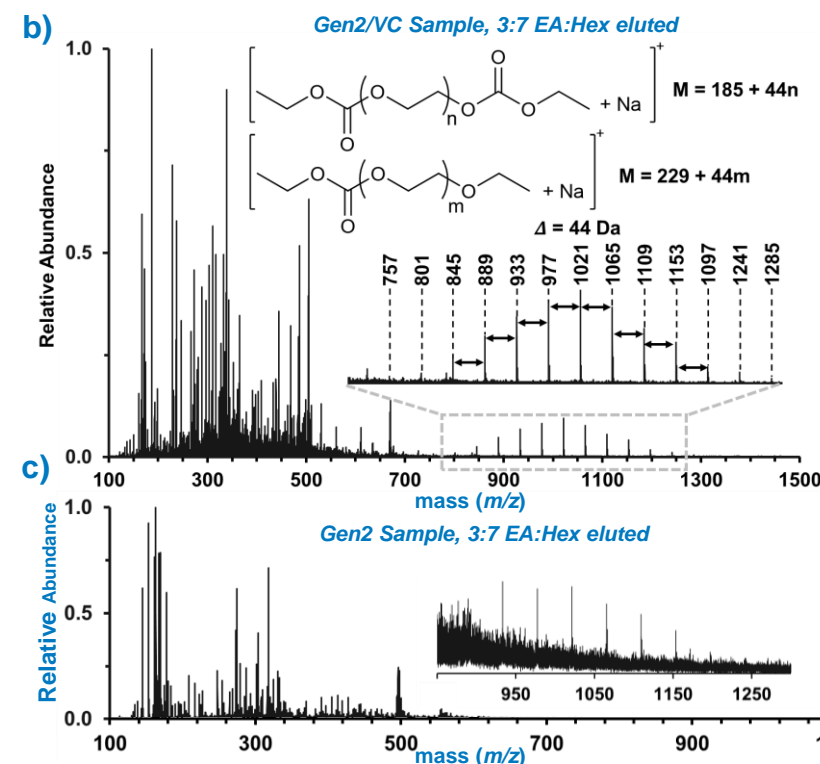 b)
Gen2/VC Sample, 3:7 EA:Hex eluted
1.0
0.5
0.0
Relative Abundance
O
O
O
O
O
O
n
+ Na
+
M = 185 + 44n
O
O
O
O
m
+ Na
+
M = 229 + 44m
Δ = 44 Da
757
801
845
889
933
977
1021
1065
1109
1153
1097
1241
1285
100
300
500
700
900
1100
1300
1500
mass (m/z)
c)
Gen2 Sample, 3:7 EA:Hex eluted
1.0
0.5
0.0
Relative Abundance
950
1050
1150
1250
100
300
500
700
900
mass (m/z)